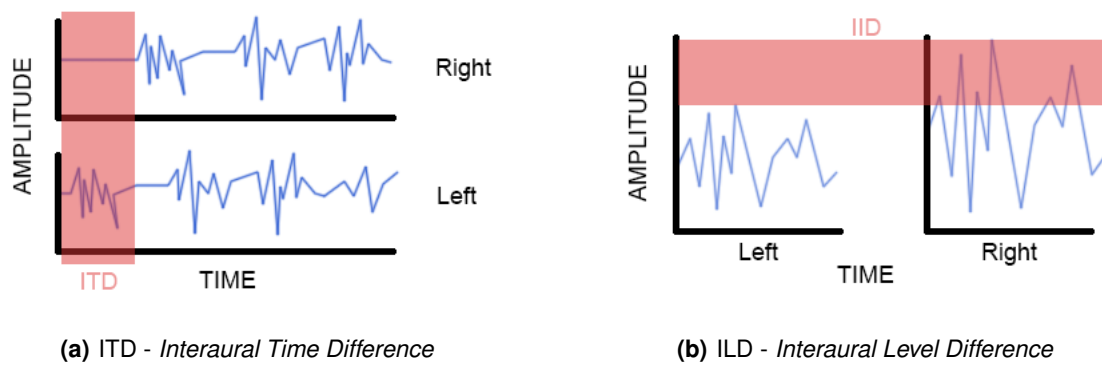 AMPLITUDE
Right
Left
ITD
TIME
(a) ITD - Interaural Time Difference
IID
AMPLITUDE
Left
Right
TIME
(b) ILD - Interaural Level Difference